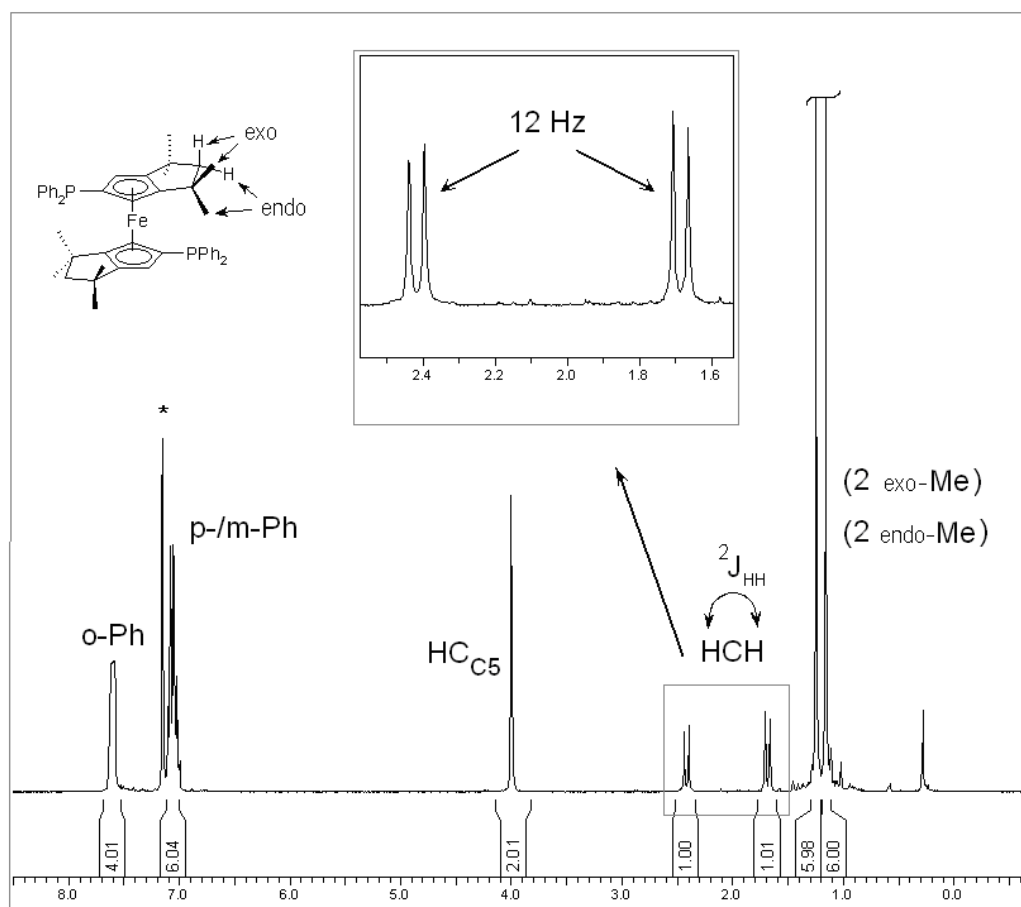 12 Hz
2.4 2.2 2.0 1.8 1.6
H
exo
H
endo
Ph₂P
Fe
PPh₂
*
p-/m-Ph
o-Ph
HC_C5
²J_HH
HCH
(2 exo-Me)
(2 endo-Me)
4.01 6.04 2.01 1.00 1.01 5.98 6.00
8.0 7.0 6.0 5.0 4.0 3.0 2.0 1.0 0.0